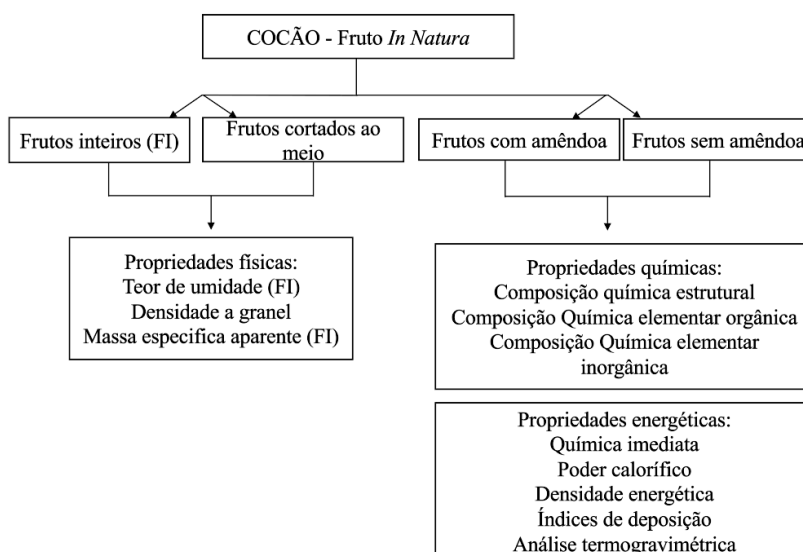 COCÃO - Fruto In Natura
Frutos inteiros (FI)
Frutos cortados ao
meio
Frutos com amêndoa
Frutos sem amêndoa
Propriedades físicas:
Teor de umidade (FI)
Densidade a granel
Massa especifica aparente (FI)
Propriedades químicas:
Composição química estrutural
Composição Química elementar orgânica
Composição Química elementar
inorgânica
Propriedades energéticas:
Química imediata
Poder calorífico
Densidade energética
Índices de deposição
Análise termogravimétrica